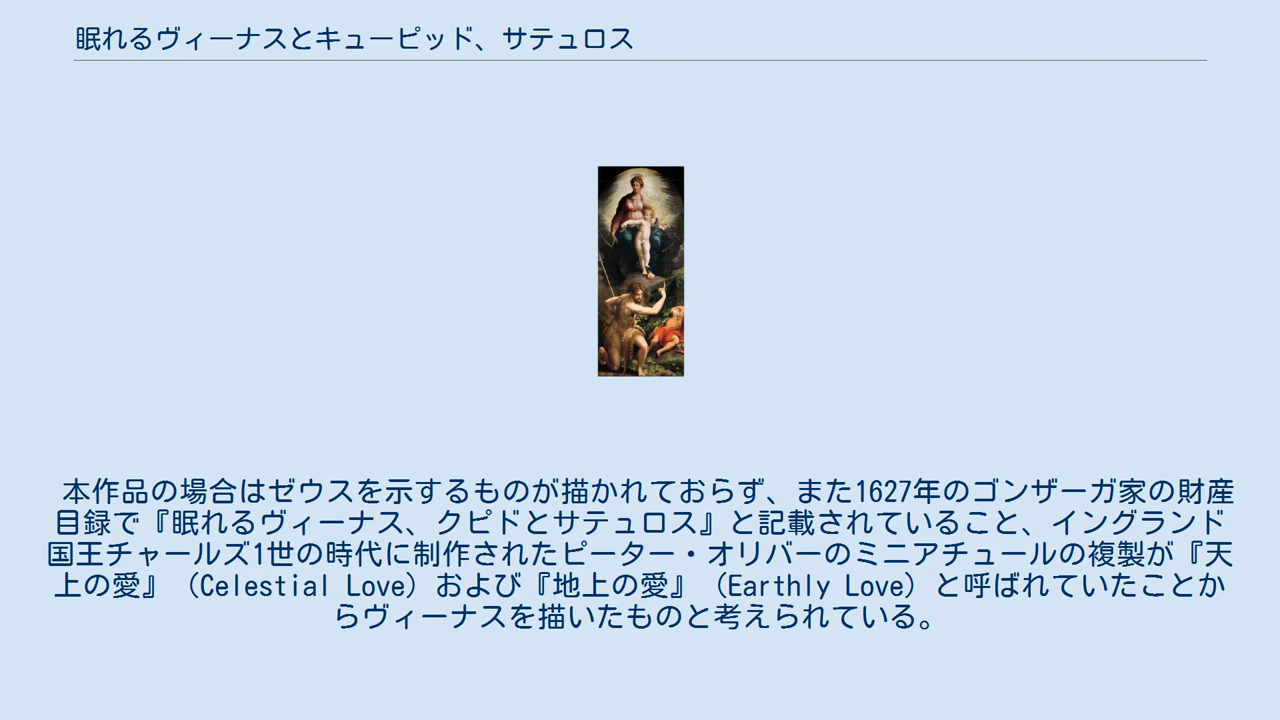 眠れるヴィーナスとキューピッド、サテュロス
本作品の場合はゼウスを示するものが描かれておらず、また1627年のゴンザーガ家の財産
目録で『眠れるヴィーナス、クピドとサテュロス』と記載されていること、イングランド
国王チャールズ1世の時代に制作されたピーター・オリバーのミニアチュールの複製が『天
上の愛』（Celestial Love）および『地上の愛』（Earthly Love）と呼ばれていたことか
らヴィーナスを描いたものと考えられている。